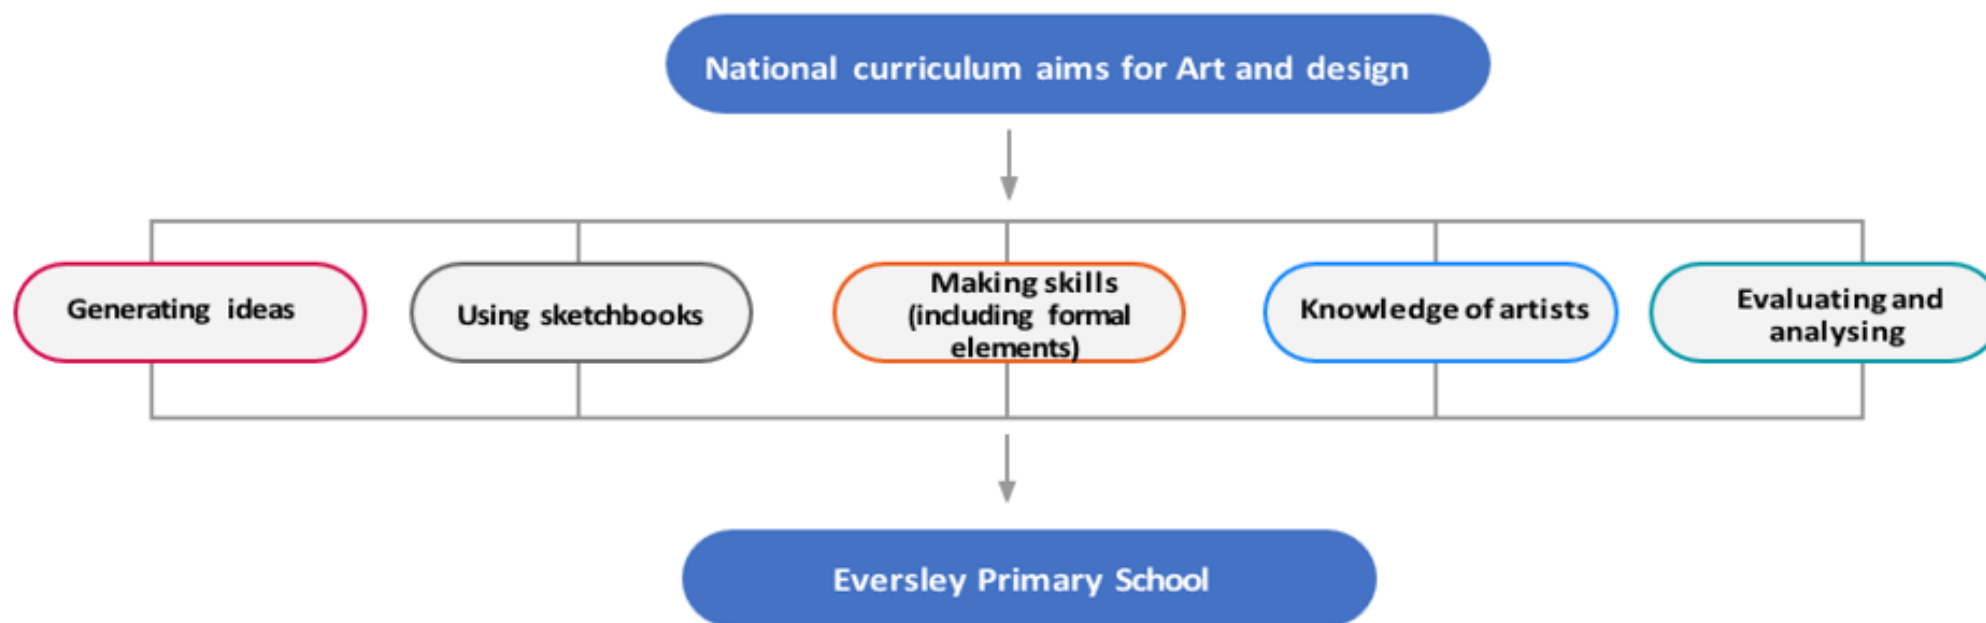 National curriculum aims for Art and design
Generating ideas
Using sketchbooks
Making skills
(including formal
elements)
Knowledge of artists
Evaluating and
analysing
Eversley Primary School